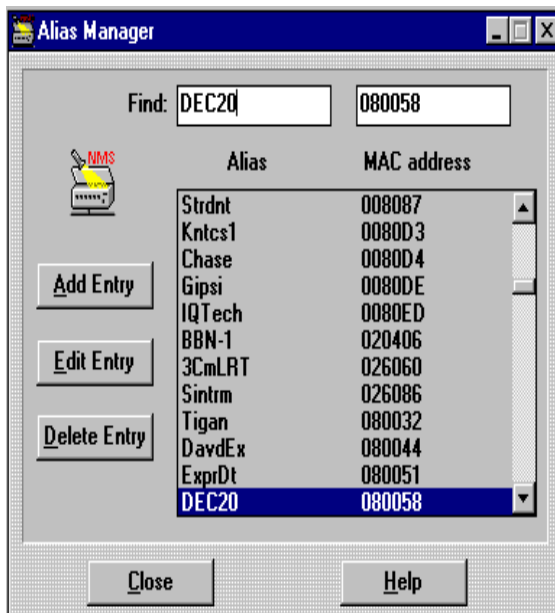 Alias Manager
Find: DEC20 080058
NMS
Alias MAC address
Strdnt 008087
Kntcs1 0080D3
Chase 0080D4
Gipsi 0080DE
IQTech 0080ED
BBN-1 020406
3CmLRT 026060
Sintrm 026086
Tigan 080032
DavdEx 080044
ExprDt 080051
DEC20 080058
Add Entry
Edit Entry
Delete Entry
Close Help